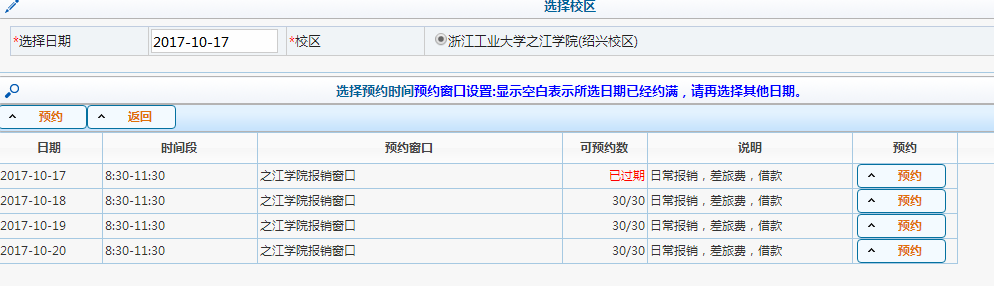 选择校区
*选择日期 2017-10-17 *校区 浙江工业大学之江学院(绍兴校区)
选择预约时间预约窗口设置:显示空白表示所选日期已经约满，请再选择其他日期。
预约 返回
日期 时间段 预约窗口 可预约数 说明 预约
2017-10-17 8:30-11:30 之江学院报销窗口 已过期 日常报销，差旅费，借款 预约
2017-10-18 8:30-11:30 之江学院报销窗口 30/30 日常报销，差旅费，借款 预约
2017-10-19 8:30-11:30 之江学院报销窗口 30/30 日常报销，差旅费，借款 预约
2017-10-20 8:30-11:30 之江学院报销窗口 30/30 日常报销，差旅费，借款 预约